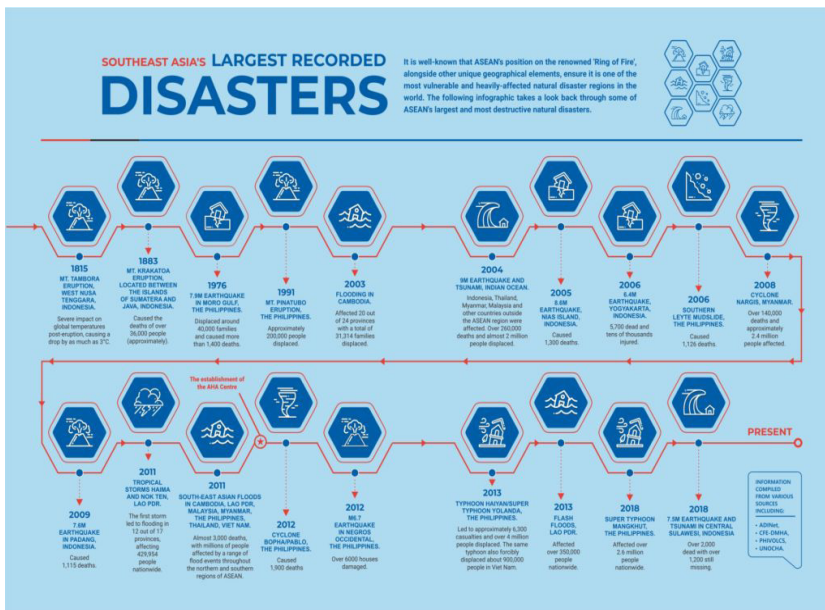 SOUTHEAST ASIA'S LARGEST RECORDED
DISASTERS
It is well-known that ASEAN's position on the renowned 'Ring of Fire',
alongside other unique geographical elements, ensure it is one of the
most vulnerable and heavily-affected natural disaster regions in the
world. The following infographic takes a look back through some of
ASEAN's largest and most destructive natural disasters.
1815
MT. TAMBORA
ERUPTION,
WEST NUSA
TENGGARA,
INDONESIA.
Severe impact on
global temperatures
post-eruption, causing a
drop by as much as 3°C.
1883
MT. KRAKATOA
ERUPTION,
LOCATED BETWEEN
THE ISLANDS
OF SUMATERA AND
JAVA, INDONESIA.
Caused the
deaths of over
36,000 people
(approximately).
1976
7.9M EARTHQUAKE
IN MORO GULF,
THE PHILIPPINES.
Displaced around
40,000 families
and caused more
than 1,400 deaths.
1991
MT. PINATUBO
ERUPTION,
THE PHILIPPINES.
Approximately
200,000 people
displaced.
2003
FLOODING IN
CAMBODIA.
Affected 20 out
of 24 provinces
with a total of
31,314 families
displaced.
2004
9M EARTHQUAKE AND
TSUNAMI, INDIAN OCEAN.
Indonesia, Thailand,
Myanmar, Malaysia and
other countries outside
the ASEAN region were
affected. Over 260,000
deaths and almost 2 million
people displaced.
2005
8.6M
EARTHQUAKE,
NIAS ISLAND,
INDONESIA.
Caused
1,300 deaths.
2006
6.4M
EARTHQUAKE,
YOGYAKARTA,
INDONESIA.
5,700 dead and
tens of thousands
injured.
2006
SOUTHERN
LEYTE MUDSLIDE,
THE PHILIPPINES.
Caused
1,126 deaths.
2008
CYCLONE
NARGIS, MYANMAR.
Over 140,000
deaths and
approximately
2.4 million
people affected.
2009
7.6M
EARTHQUAKE
IN PADANG,
INDONESIA.
Caused
1,115 deaths.
2011
TROPICAL
STORMS HAIMA
AND NOK TEN,
LAO PDR.
The first storm
led to flooding in
12 out of 17
provinces,
affecting
429,954
people
nationwide.
2011
SOUTH-EAST ASIAN FLOODS
IN CAMBODIA, LAO PDR,
MALAYSIA, MYANMAR,
THE PHILIPPINES,
THAILAND, VIET NAM.
Almost 3,000 deaths,
with millions of people
affected by a range of
flood events throughout
the northern and southern
regions of ASEAN.
The establishment of
the AHA Centre
2012
CYCLONE
BOPHA/PABLO,
THE PHILIPPINES.
Caused
1,900 deaths
2012
M6.7
EARTHQUAKE
IN NEGROS
OCCIDENTAL,
THE PHILIPPINES.
Over 6000 houses
damaged.
2013
TYPHOON HAIYAN/SUPER
TYPHOON YOLANDA,
THE PHILIPPINES.
Led to approximately 6,300
casualties and over 4 million
people displaced. The same
typhoon also forcibly
displaced about 900,000
people in Viet Nam.
2013
FLASH
FLOODS,
LAO PDR.
Affected
over 350,000
people
nationwide.
2018
SUPER TYPHOON
MANGKHUT,
THE PHILIPPINES.
Affected over
2.6 million
people
nationwide.
2018
7.5M EARTHQUAKE AND
TSUNAMI IN CENTRAL
SULAWESI, INDONESIA
Over 2,000
dead with over
1,200 still
missing.
PRESENT
INFORMATION
COMPILED
FROM VARIOUS
SOURCES
INCLUDING:
• ADINet,
• CFE-DMHA,
• PHIVOLCS,
• UNOCHA.